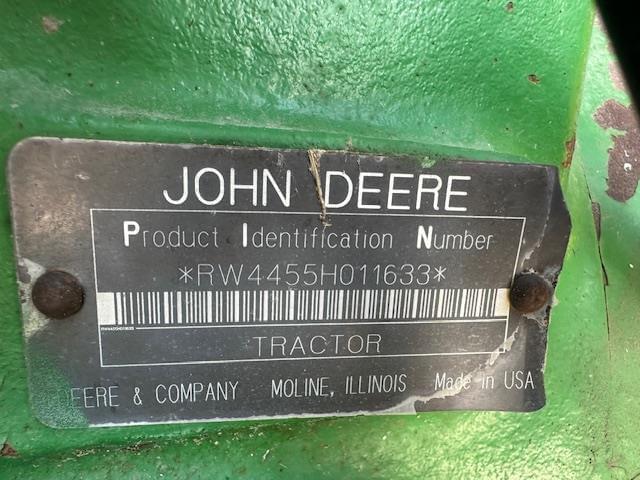 JOHN DEERE
Product Identification Number
*RW4455H011633*
TRACTOR
DEERE & COMPANY MOLINE, ILLINOIS Made in USA